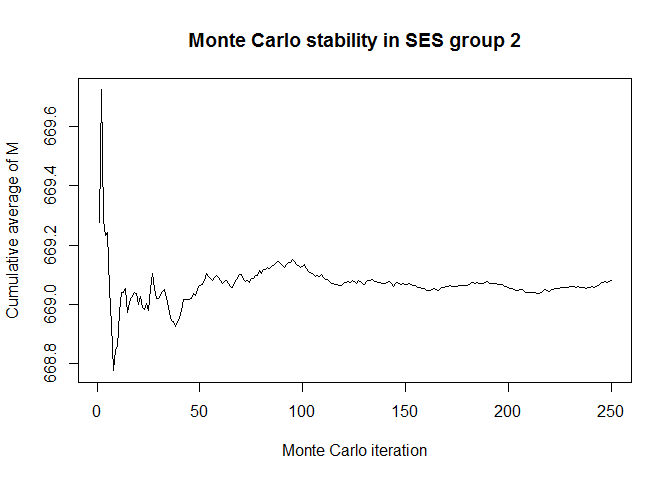 Monte Carlo stability in SES group 2
Cumulative average of M
669.6
669.4
669.2
669.0
668.8
0 50 100 150 200 250
Monte Carlo iteration